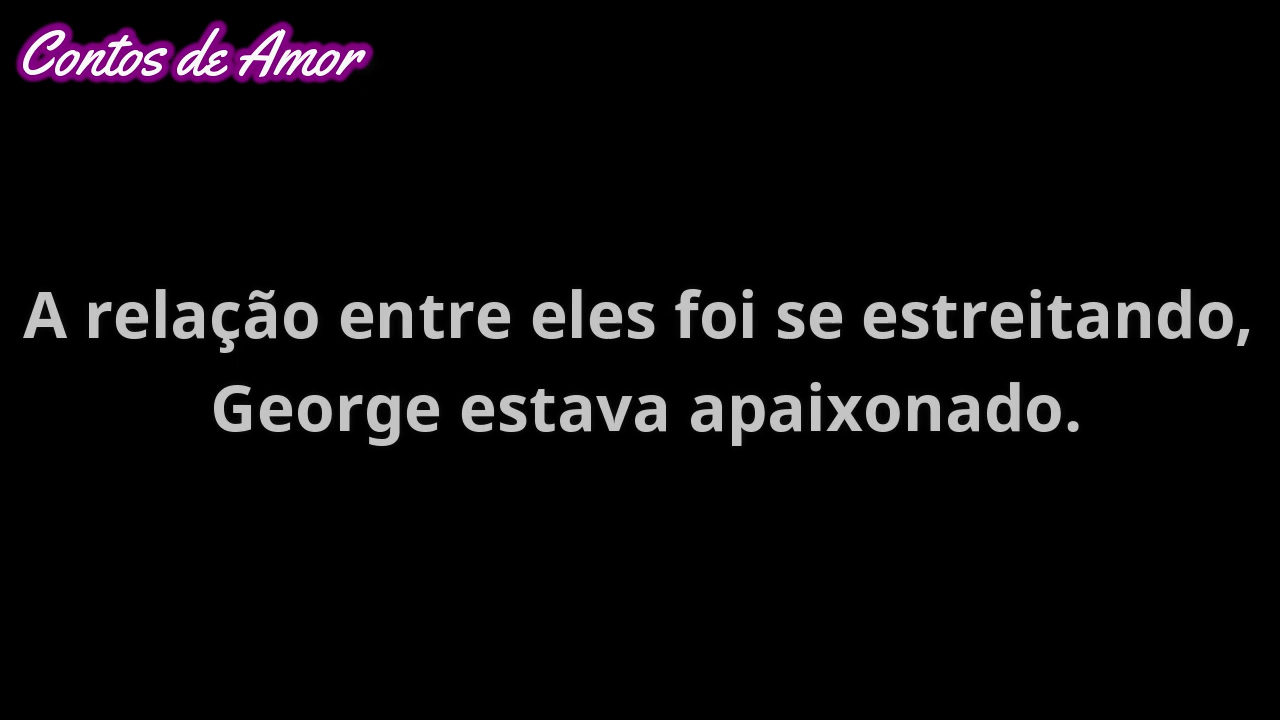 Contos de Amor
A relação entre eles foi se estreitando,
George estava apaixonado.